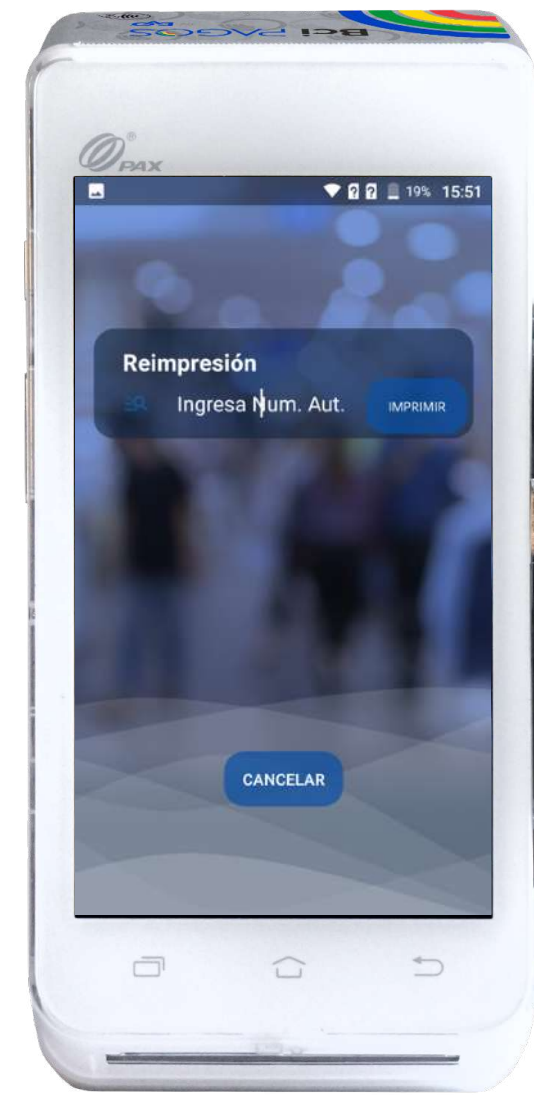 Bci PAGOS
PAX
19% 15:51
Reimpresión
Ingresa Num. Aut.
IMPRIMIR
CANCELAR